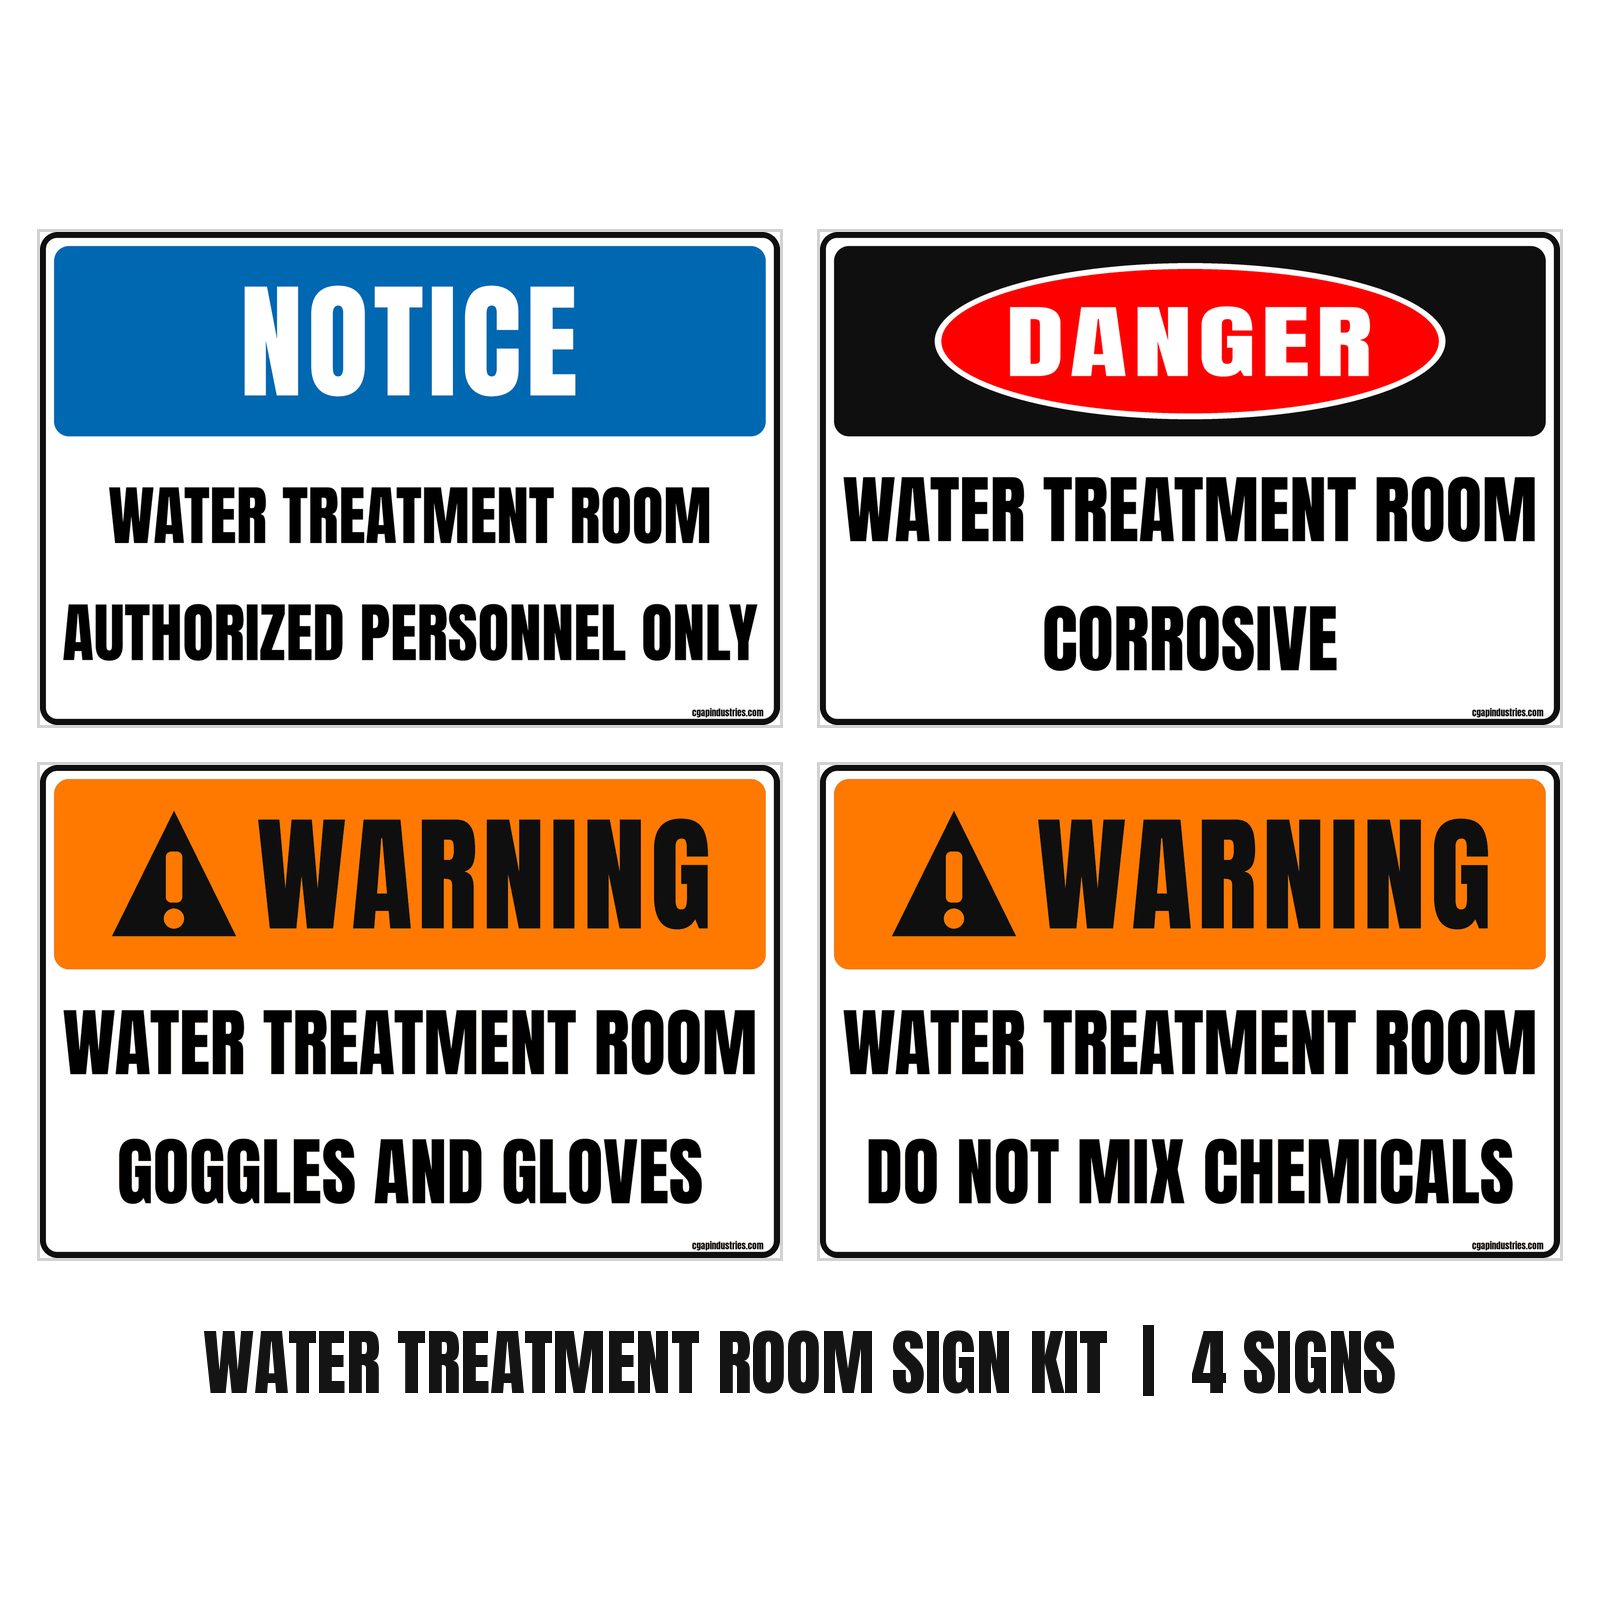 NOTICE
WATER TREATMENT ROOM
AUTHORIZED PERSONNEL ONLY
cgapindustries.com
DANGER
WATER TREATMENT ROOM
CORROSIVE
cgapindustries.com
WARNING
WATER TREATMENT ROOM
GOGGLES AND GLOVES
cgapindustries.com
WARNING
WATER TREATMENT ROOM
DO NOT MIX CHEMICALS
cgapindustries.com
WATER TREATMENT ROOM SIGN KIT | 4 SIGNS